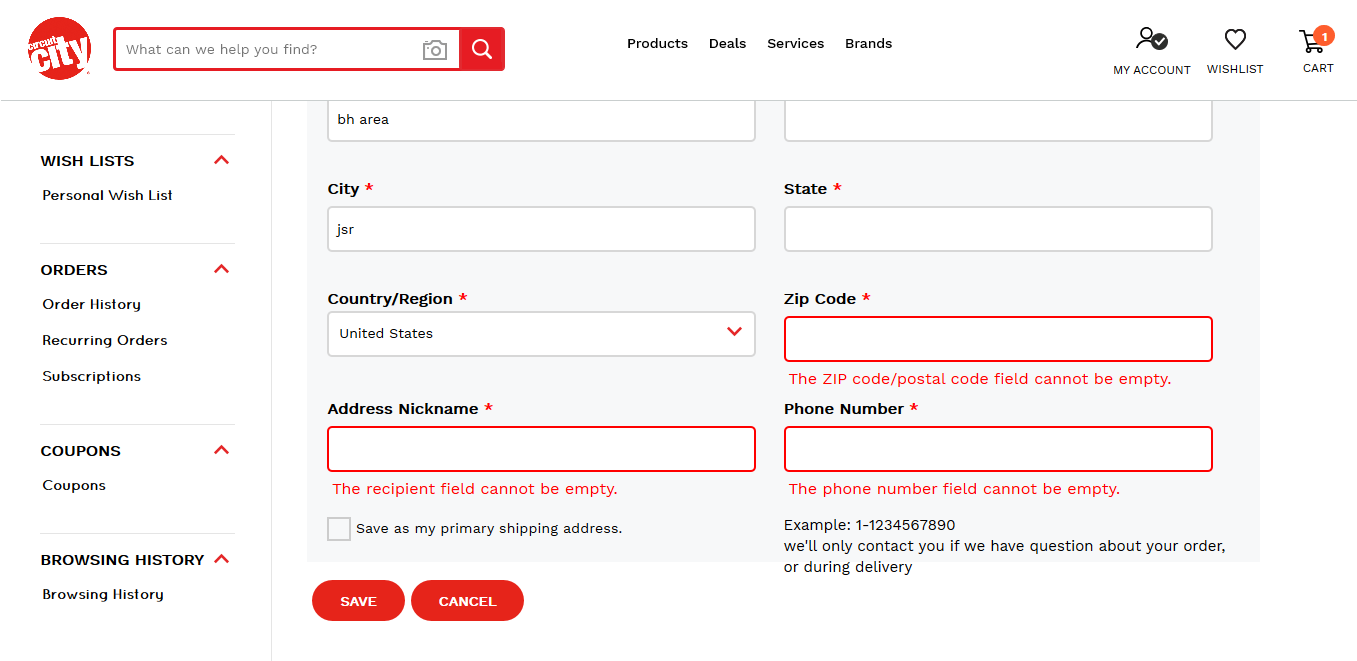 circuit
city
What can we help you find?
Products Deals Services Brands
MY ACCOUNT
WISHLIST
1
CART
WISH LISTS
Personal Wish List
ORDERS
Order History
Recurring Orders
Subscriptions
COUPONS
Coupons
BROWSING HISTORY
Browsing History
bh area
City *
State *
jsr
Country/Region *
Zip Code *
United States
The ZIP code/postal code field cannot be empty.
Address Nickname *
Phone Number *
The recipient field cannot be empty.
The phone number field cannot be empty.
Save as my primary shipping address.
Example: 1-1234567890
we'll only contact you if we have question about your order,
or during delivery
SAVE
CANCEL